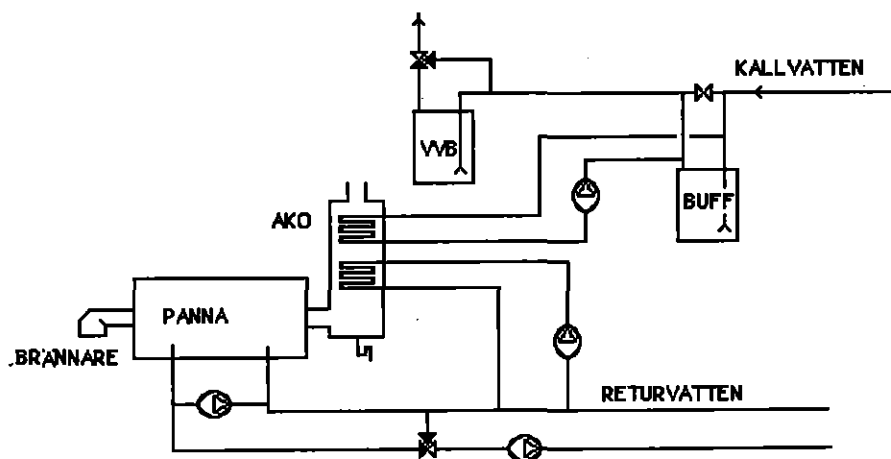 KALLVATTEN
VVB
BUFF
AKO
PANNA
BRÄNNARE
RETURVATTEN